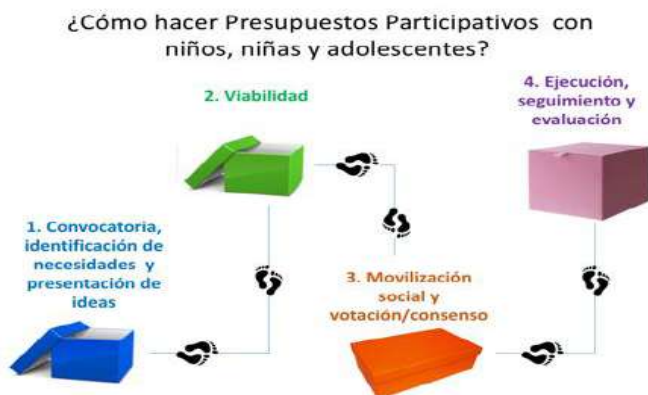 ¿Cómo hacer Presupuestos Participativos con
niños, niñas y adolescentes?
1. Convocatoria,
identificación de
necesidades y
presentación de
ideas
2. Viabilidad
3. Movilización
social y
votación/consenso
4. Ejecución,
seguimiento y
evaluación